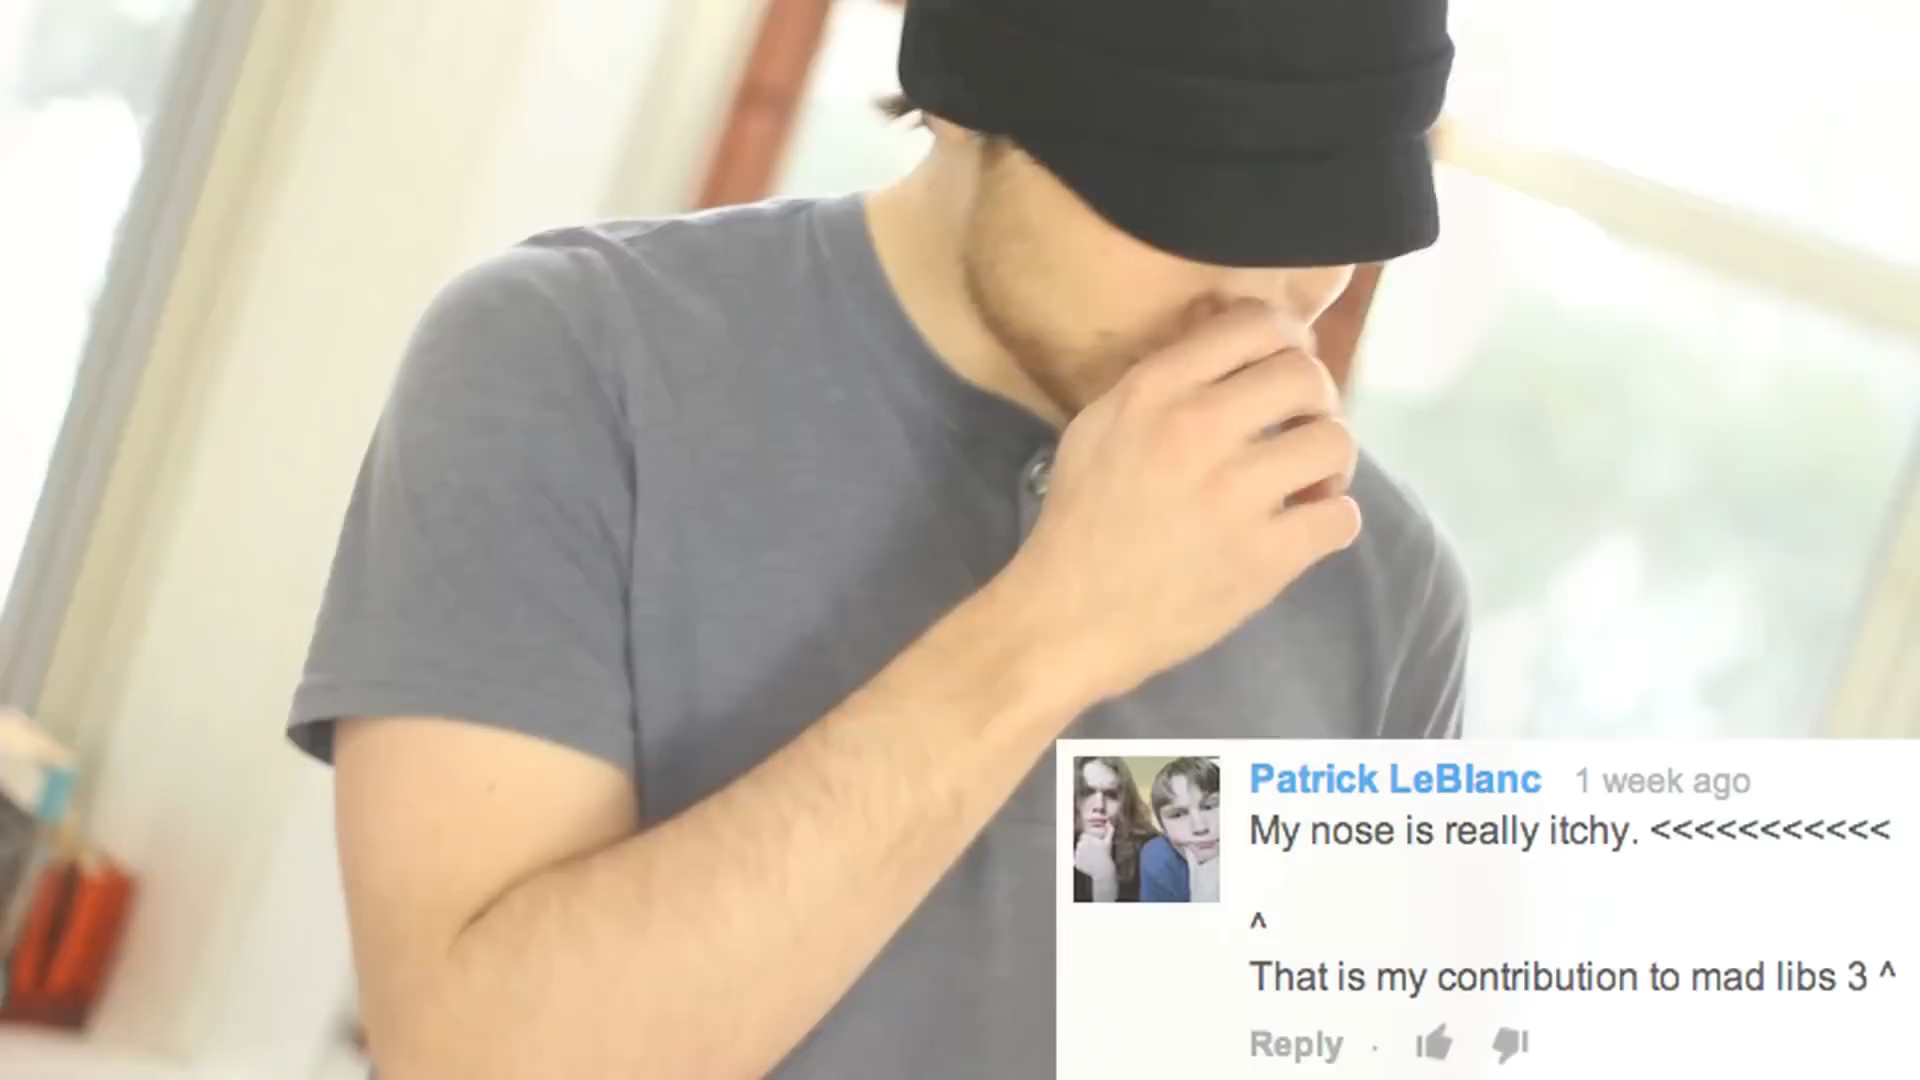 Patrick LeBlanc 1 week ago
My nose is really itchy. <<<<<<<<<<<
^
That is my contribution to mad libs 3 ^
Reply ·